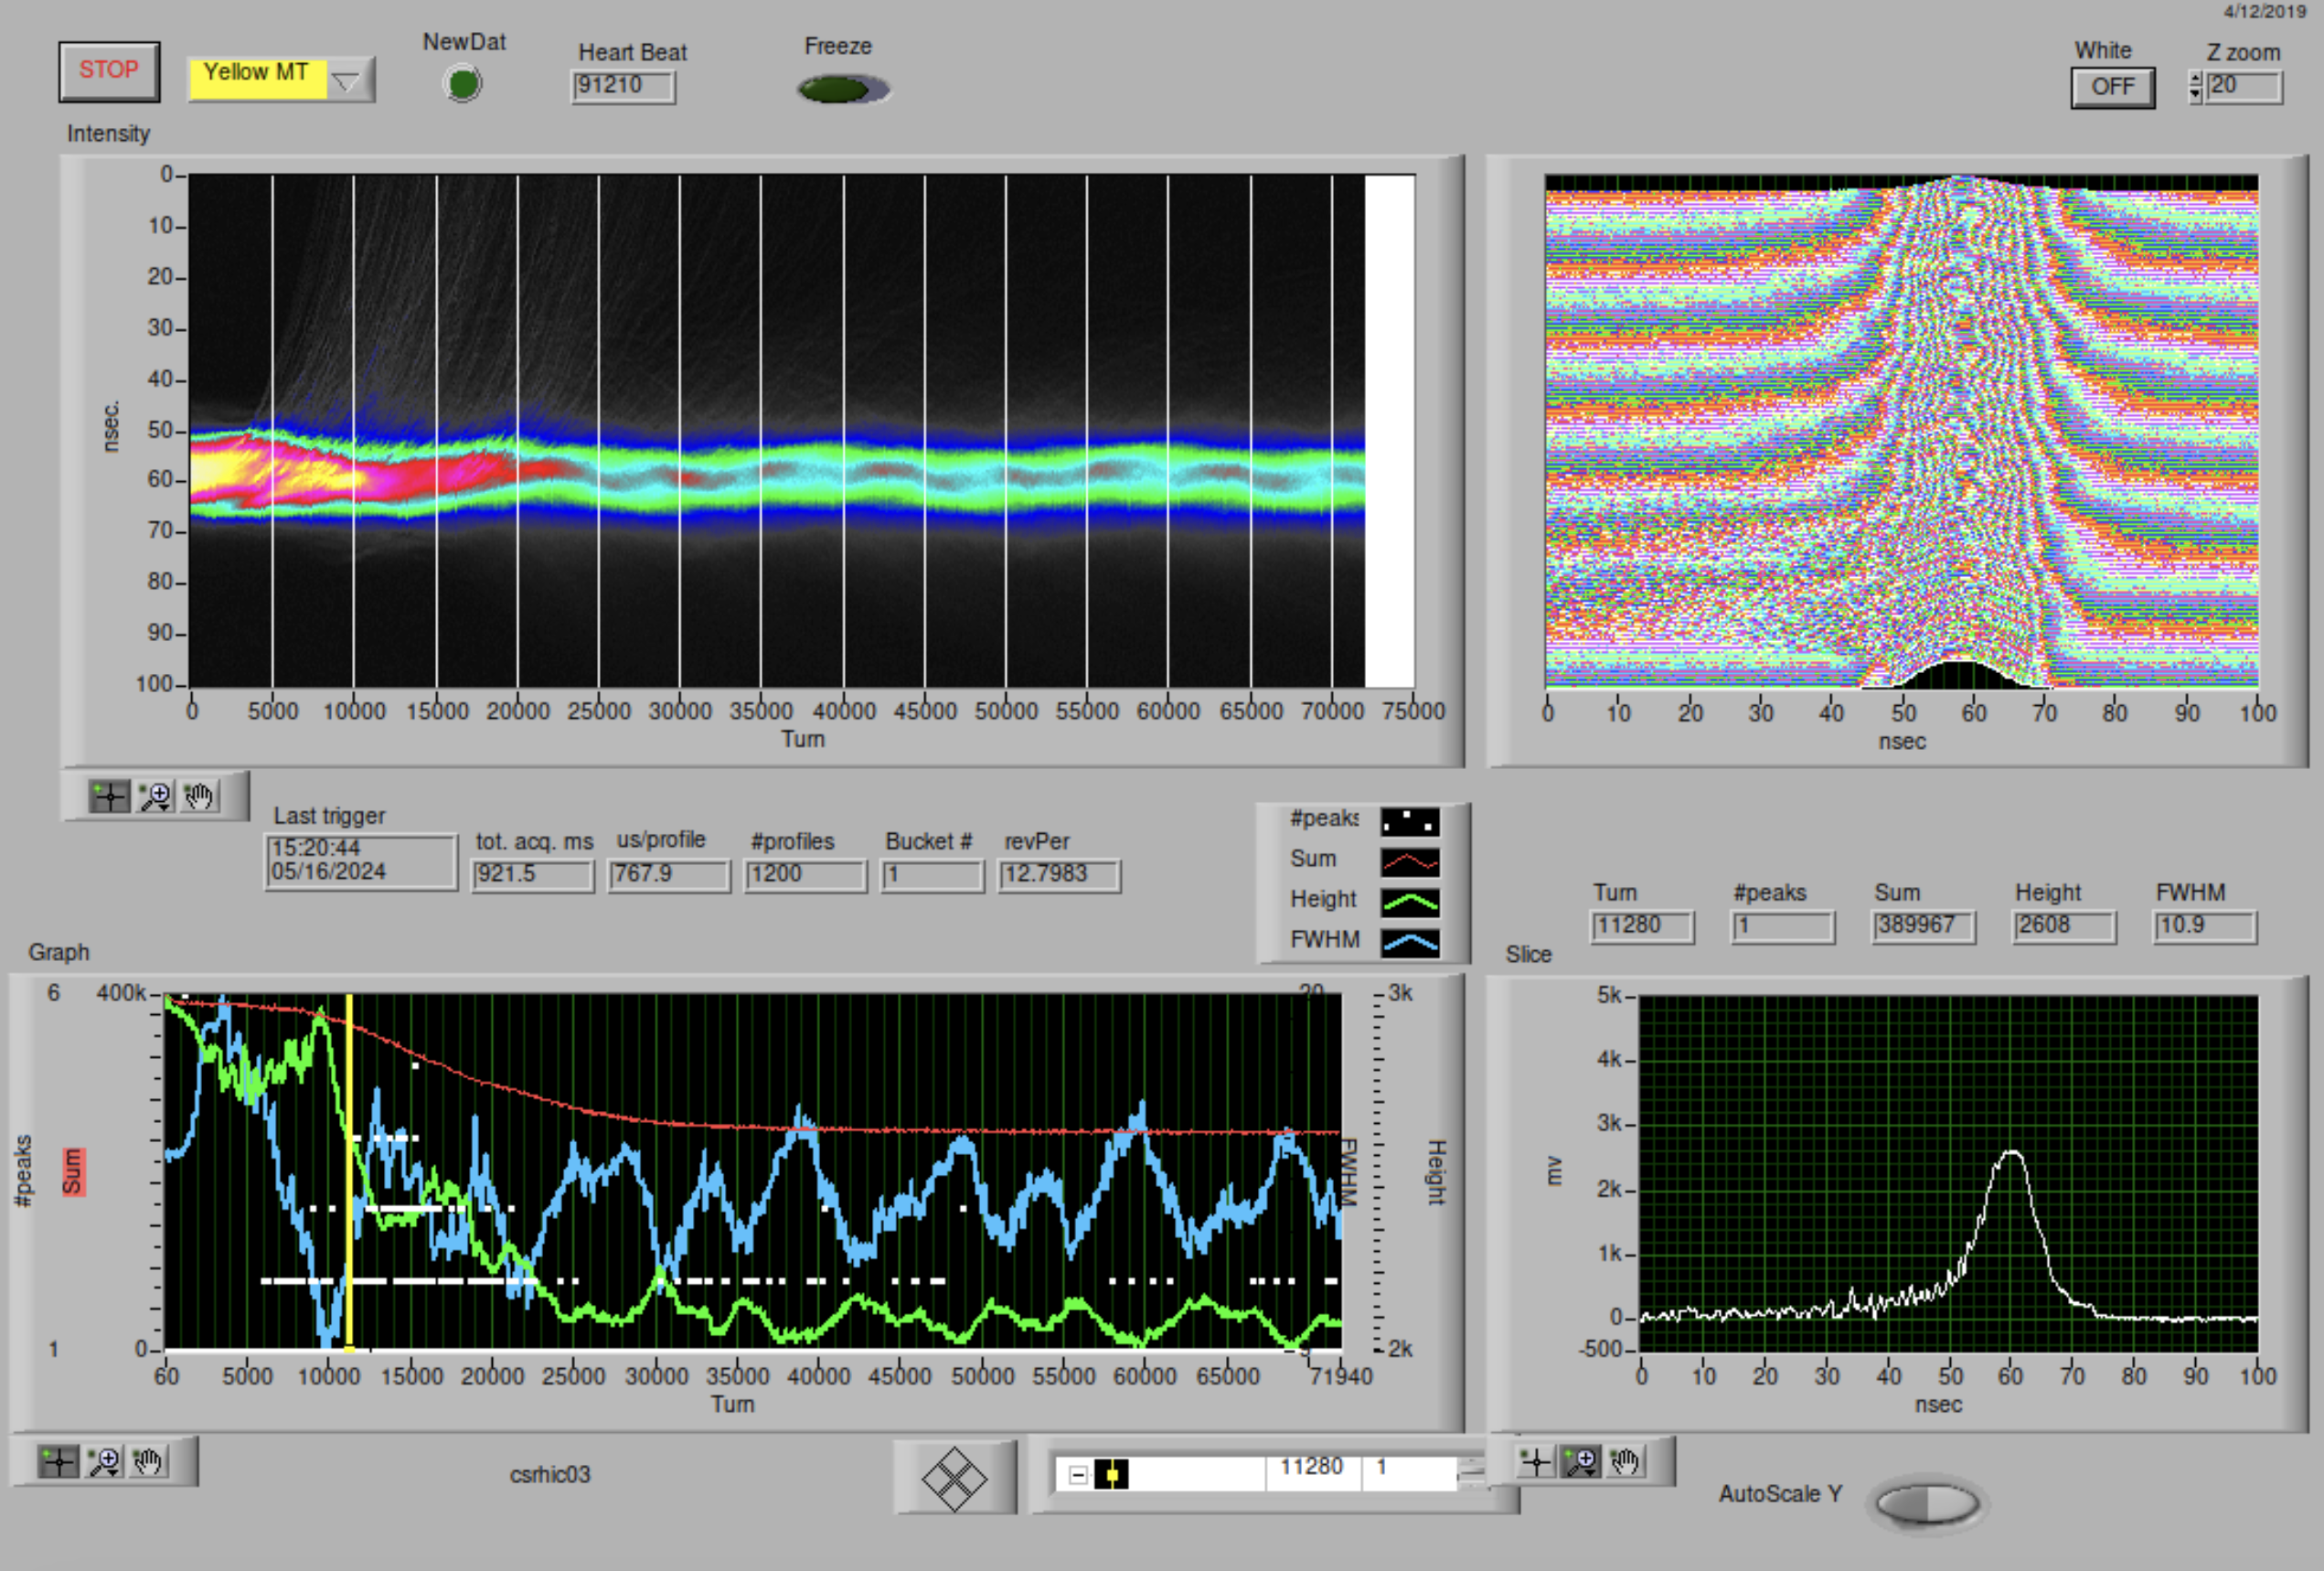 4/12/2019
STOP
Yellow MT
NewDat
Heart Beat
91210
Freeze
White
OFF
Z zoom
20
Intensity
0
10
20
30
40
50
60
70
80
90
100
nsec.
0 5000 10000 15000 20000 25000 30000 35000 40000 45000 50000 55000 60000 65000 70000 75000
Turn
0 10 20 30 40 50 60 70 80 90 100
nsec
Last trigger
15:20:44
05/16/2024
tot. acq. ms
921.5
us/profile
767.9
#profiles
1200
Bucket #
1
revPer
12.7983
#peaks
Sum
Height
FWHM
Turn
11280
#peaks
1
Sum
389967
Height
2608
FWHM
10.9
Graph
6
1
#peaks
400k
0
Sum
20
5
FWHM
3k
2k
Height
60 5000 10000 15000 20000 25000 30000 35000 40000 45000 50000 55000 60000 65000 71940
Turn
Slice
5k
4k
3k
2k
1k
0
-500
mv
0 10 20 30 40 50 60 70 80 90 100
nsec
csrhic03
11280 1
AutoScale Y